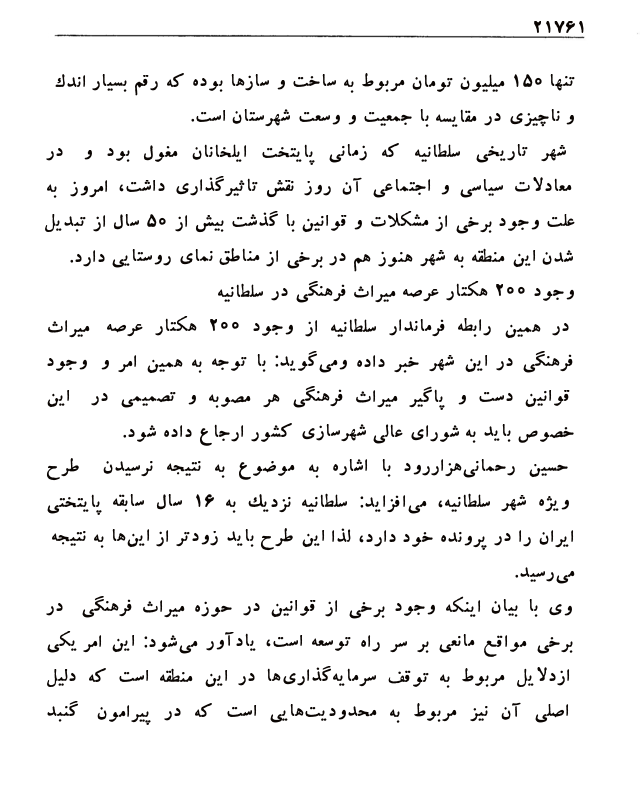 ۲۱۷۶۱
تنها ۱۵۰ میلیون تومان مربوط به ساخت و سازها بوده که رقم بسیار اندك
و ناچیزی در مقایسه با جمعیت و وسعت شهرستان است.
شهر تاریخی سلطانیه که زمانی پایتخت ایلخانان مغول بود و در
معادلات سیاسی و اجتماعی آن روز نقش تاثیرگذاری داشت، امروز به
علت وجود برخی از مشکلات و قوانین با گذشت بیش از ۵۰ سال از تبدیل
شدن این منطقه به شهر هنوز هم در برخی از مناطق نمای روستایی دارد.
وجود ۲۰۰ هکتار عرصه میراث فرهنگی در سلطانیه
در همین رابطه فرماندار سلطانیه از وجود ۲۰۰ هکتار عرصه میراث
فرهنگی در این شهر خبر داده ومی‌گوید: با توجه به همین امر و وجود
قوانین دست و پاگیر میراث فرهنگی هر مصوبه و تصمیمی در این
خصوص باید به شورای عالی شهرسازی کشور ارجاع داده شود.
حسین رحمانی‌هزاررود با اشاره به موضوع به نتیجه نرسیدن طرح
ویژه شهر سلطانیه، می‌افزاید: سلطانیه نزدیك به ۱۶ سال سابقه پایتختی
ایران را در پرونده خود دارد، لذا این طرح باید زودتر از این‌ها به نتیجه
می‌رسید.
وی با بیان اینکه وجود برخی از قوانین در حوزه میراث فرهنگی در
برخی مواقع مانعی بر سر راه توسعه است، یادآور می‌شود: این امر یکی
ازدلایل مربوط به توقف سرمایه‌گذاری‌ها در این منطقه است که دلیل
اصلی آن نیز مربوط به محدودیت‌هایی است که در پیرامون گنبد